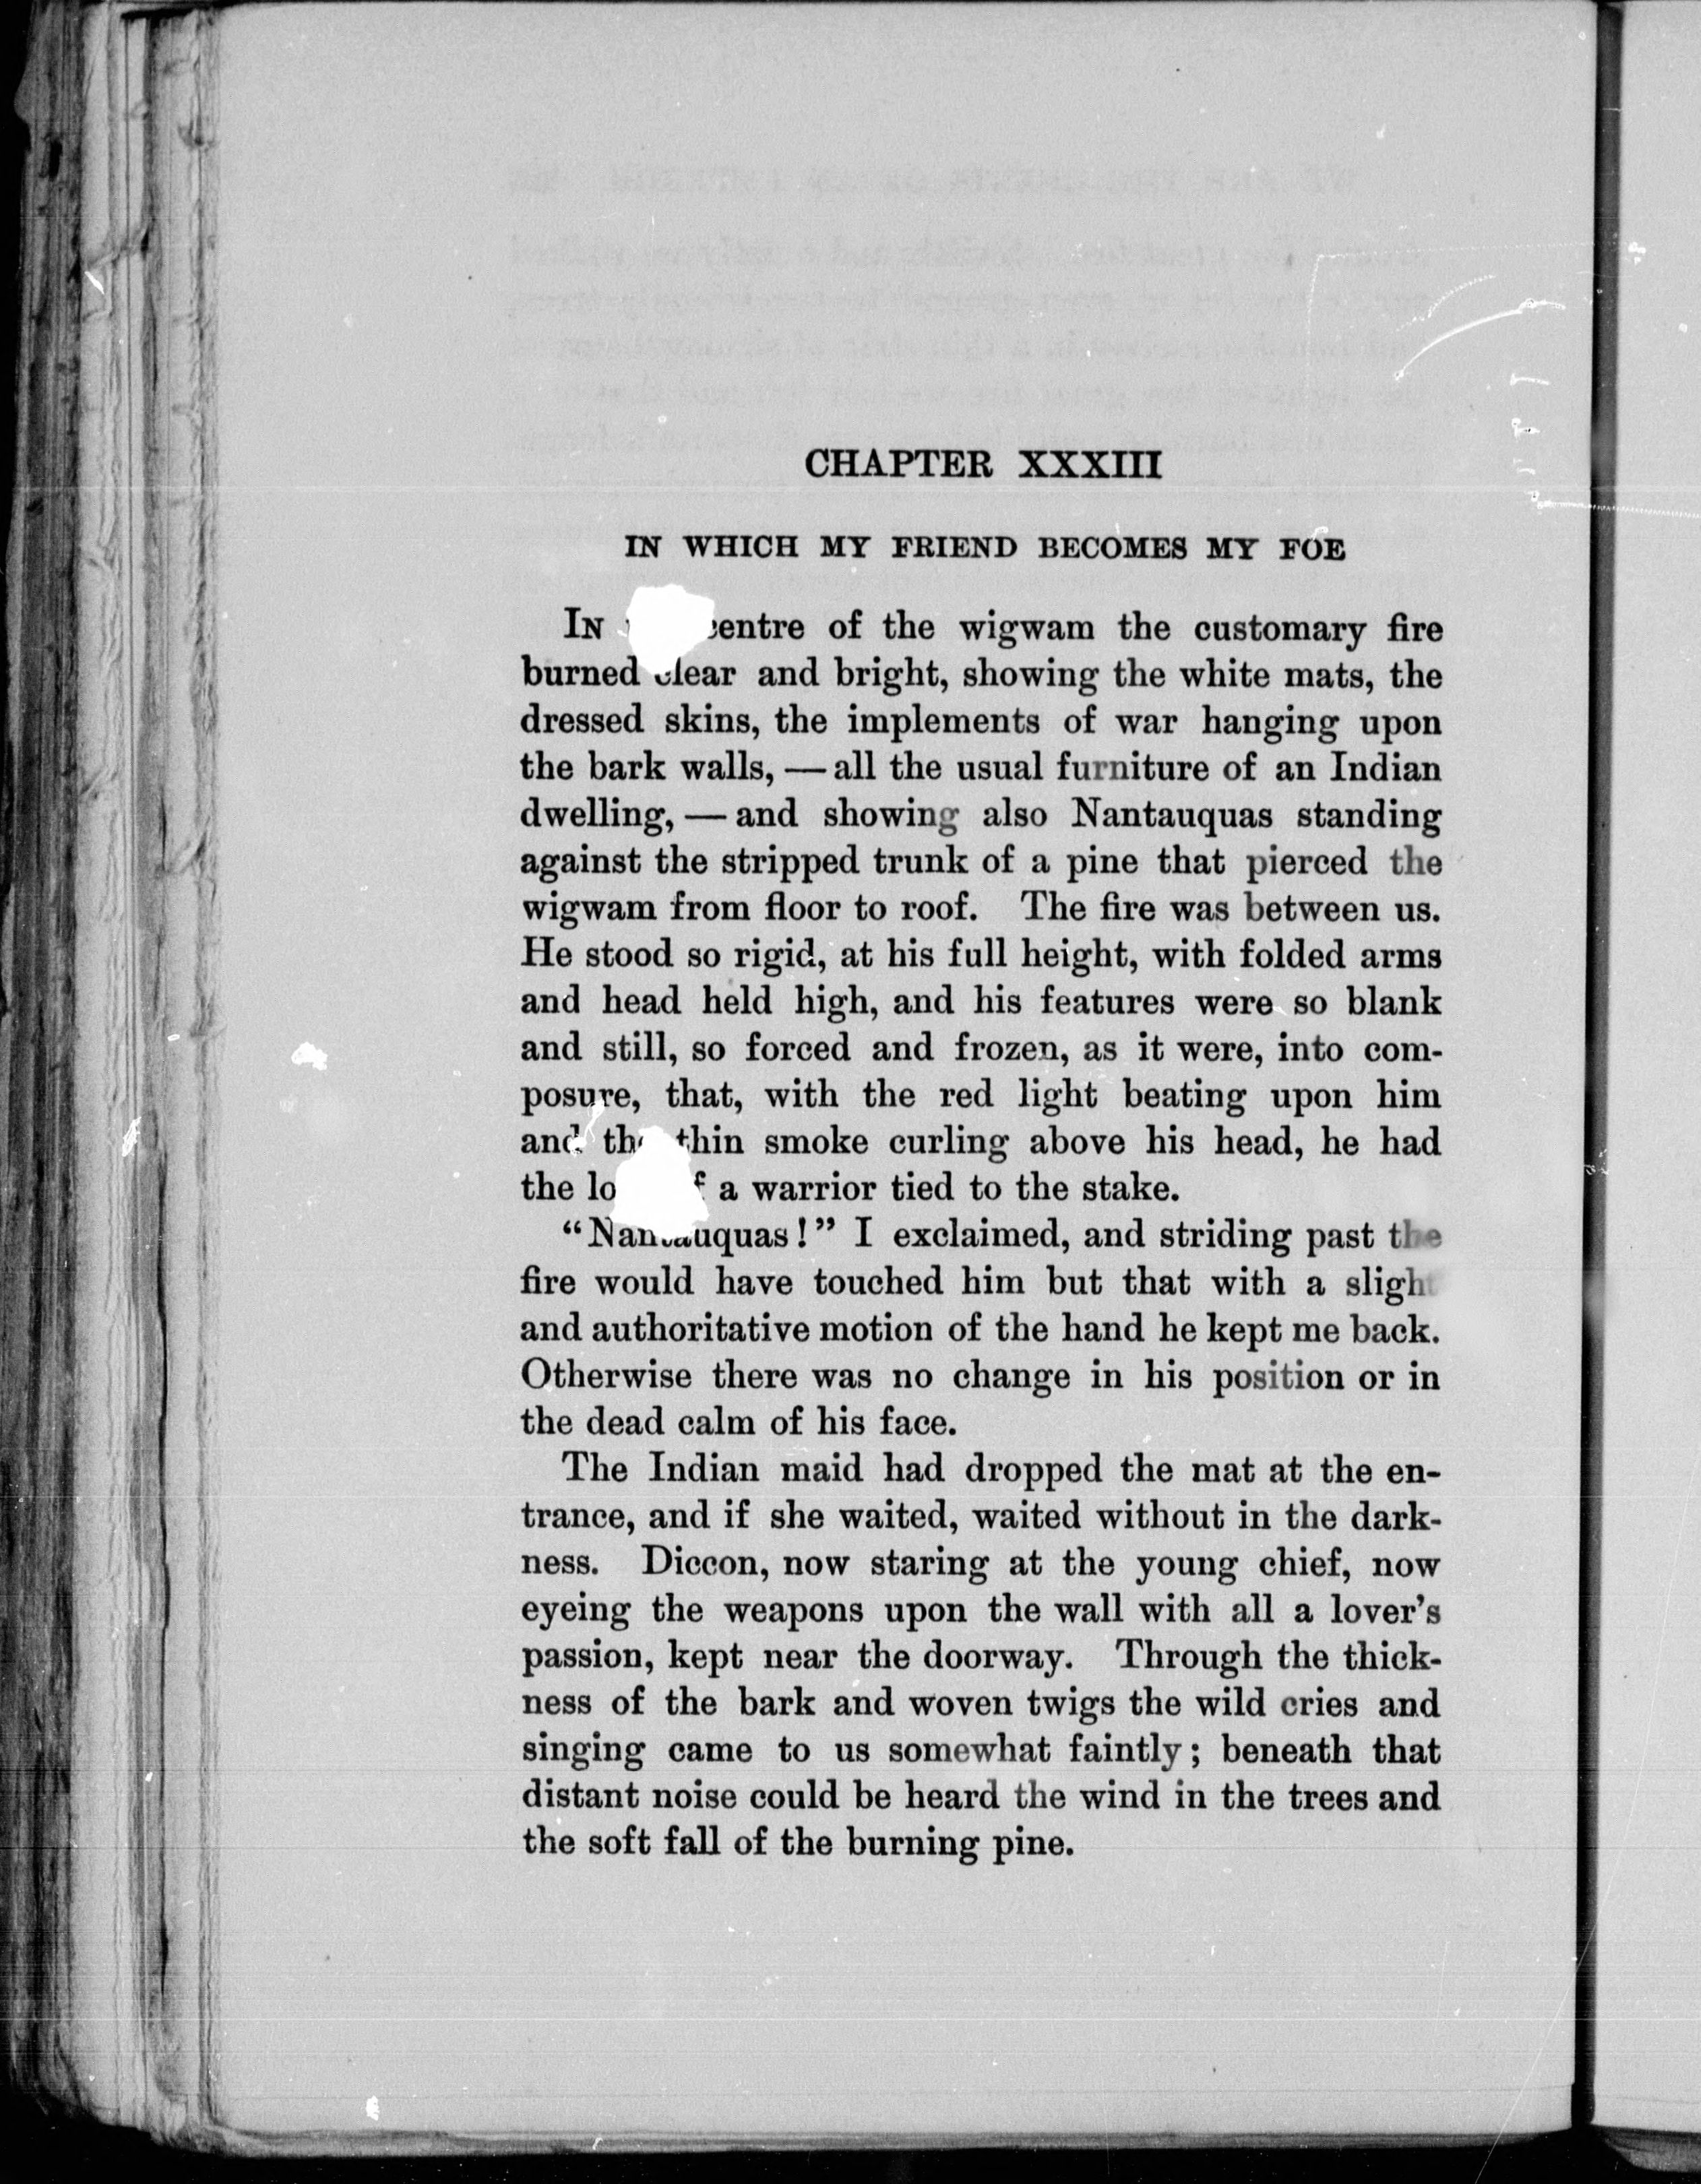 CHAPTER XXXIII
IN WHICH MY FRIEND BECOMES MY FOE
IN centre of the wigwam the customary fire
burned clear and bright, showing the white mats, the
dressed skins, the implements of war hanging upon
the bark walls, — all the usual furniture of an Indian
dwelling, — and showing also Nantauquas standing
against the stripped trunk of a pine that pierced the
wigwam from floor to roof. The fire was between us.
He stood so rigid, at his full height, with folded arms
and head held high, and his features were so blank
and still, so forced and frozen, as it were, into com-
posure, that, with the red light beating upon him
and the thin smoke curling above his head, he had
the a warrior tied to the stake.
“Nantauquas!” I exclaimed, and striding past the
fire would have touched him but that with a slight
and authoritative motion of the hand he kept me back.
Otherwise there was no change in his position or in
the dead calm of his face.
The Indian maid had dropped the mat at the en-
trance, and if she waited, waited without in the dark-
ness. Diccon, now staring at the young chief, now
eyeing the weapons upon the wall with all a lover’s
passion, kept near the doorway. Through the thick-
ness of the bark and woven twigs the wild cries and
singing came to us somewhat faintly; beneath that
distant noise could be heard the wind in the trees and
the soft fall of the burning pine.